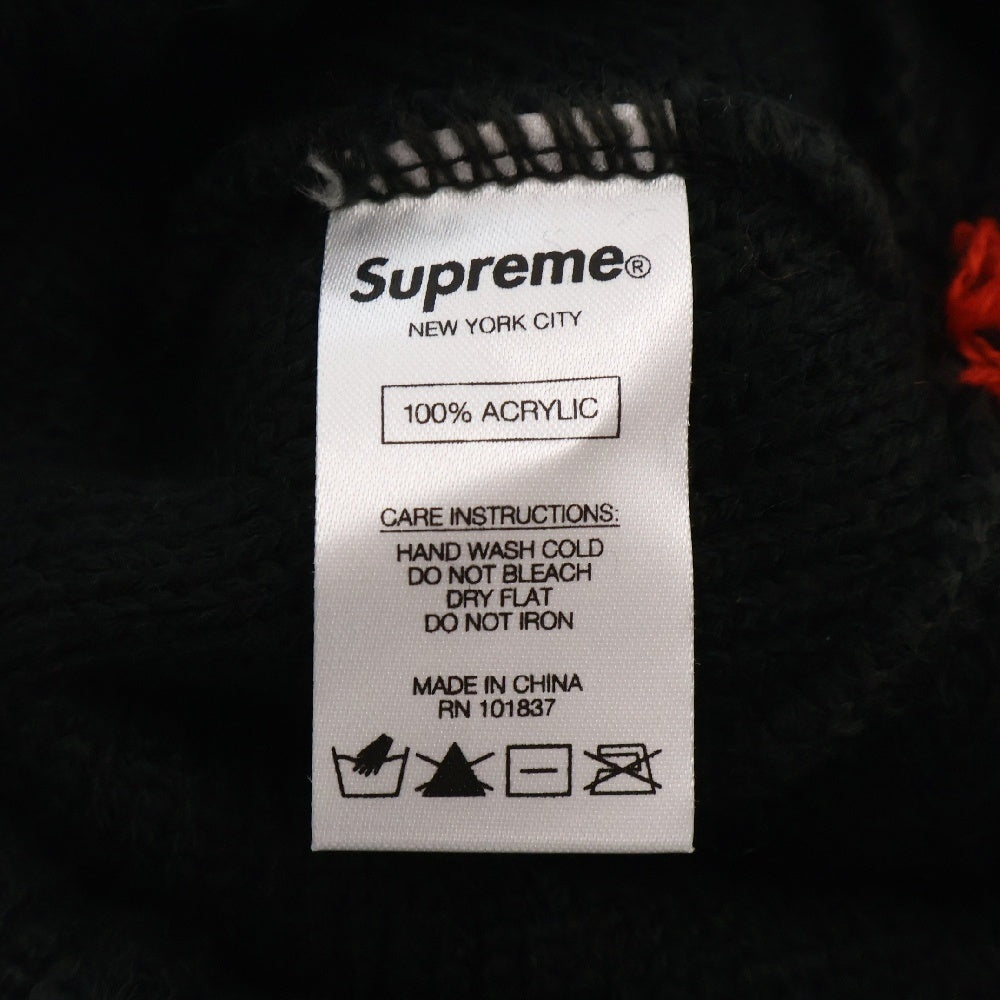 Supreme®
NEW YORK CITY
100% ACRYLIC
CARE INSTRUCTIONS:
HAND WASH COLD
DO NOT BLEACH
DRY FLAT
DO NOT IRON
MADE IN CHINA
RN 101837